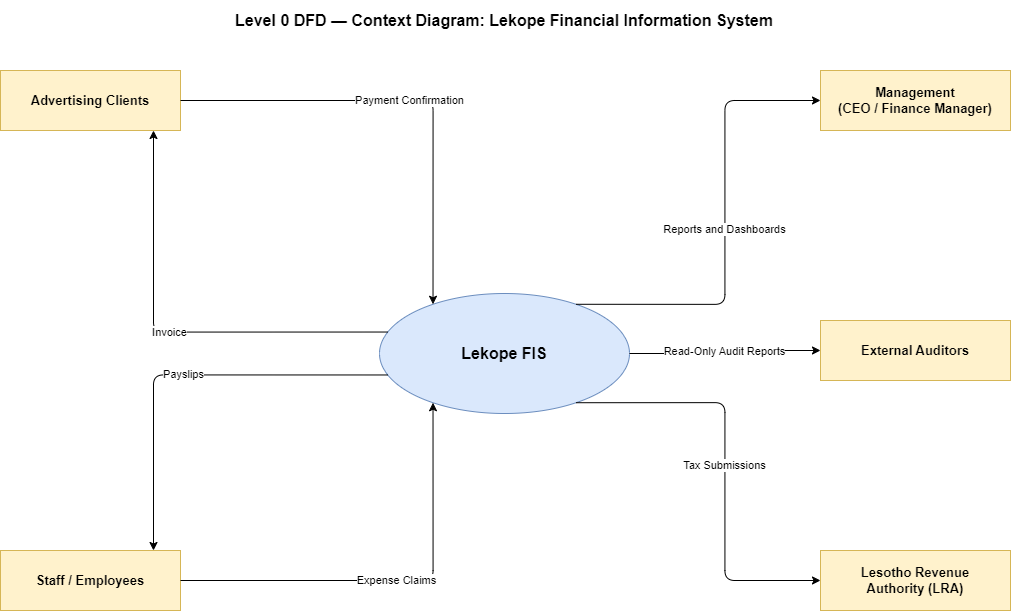 Level 0 DFD — Context Diagram: Lekope Financial Information System
Advertising Clients
Payment Confirmation
Management
(CEO / Finance Manager)
Reports and Dashboards
Invoice
Lekope FIS
Read-Only Audit Reports
External Auditors
Payslips
Tax Submissions
Staff / Employees
Expense Claims
Lesotho Revenue
Authority (LRA)